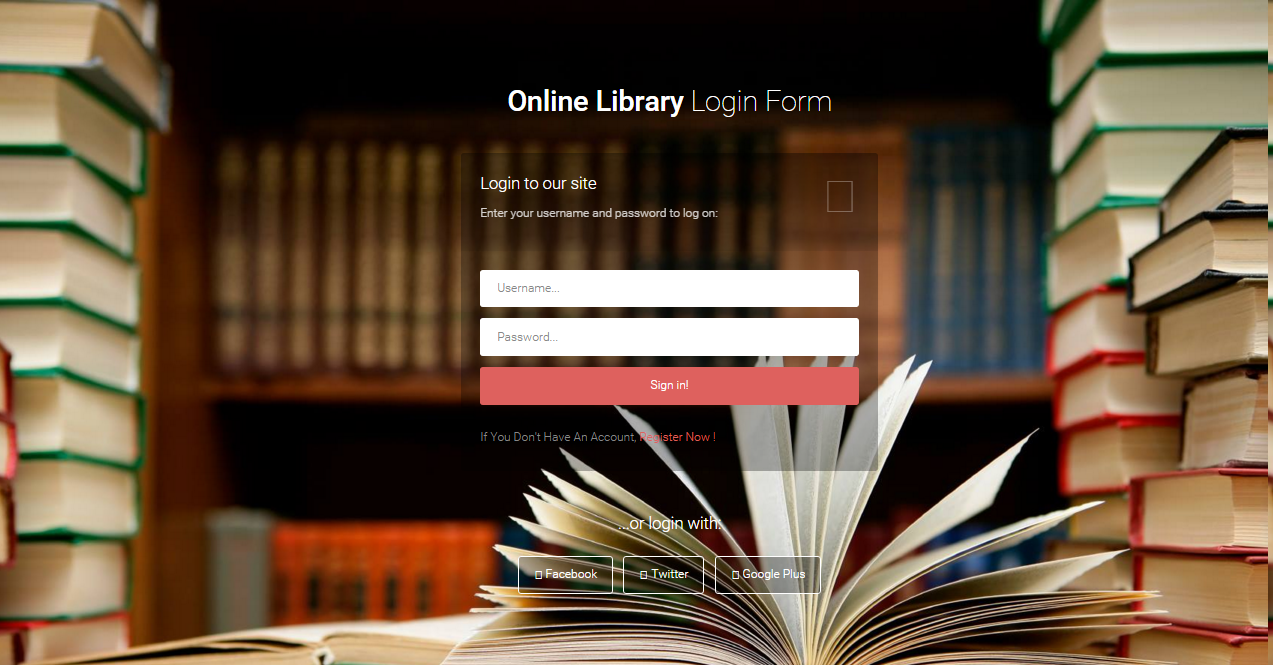 Online Library Login Form
Login to our site
Enter your username and password to log on:
Username...
Password...
Sign in!
If You Don't Have An Account, Register Now !
...or login with:
Facebook
Twitter
Google Plus